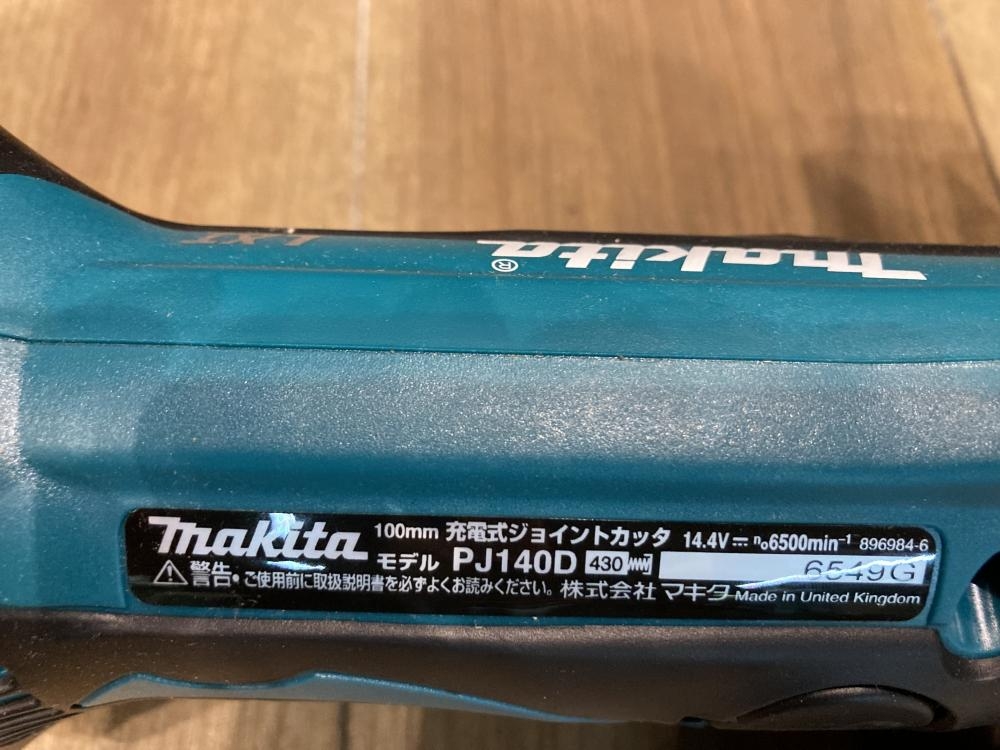 LXT
makita®
makita 100mm 充電式ジョイントカッタ 14.4V⎓ n₀6500min⁻¹ 896984-6
モデル PJ140D 430 6549G
⚠警告・ご使用前に取扱説明書を必ずよくお読みください。 株式会社 マキタ Made in United Kingdom